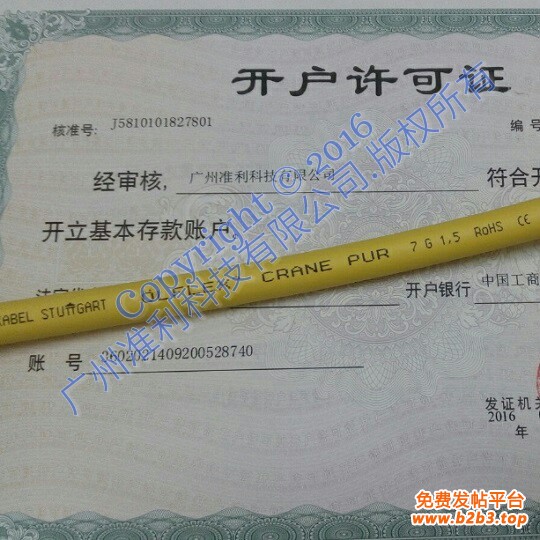 开户许可证
核准号: J5810101827801
编号
经审核, 广州准利科技有限公司 符合开
开立基本存款账户
KABEL STUTTGART CRANE PUR 7 G 1,5 RoHS CE
开户银行 中国工商
账号 3602021409200528740
发证机关
2016
年
Copyright © 2016
广州准利科技有限公司.版权所有
免费发帖平台
www.b2b3.top